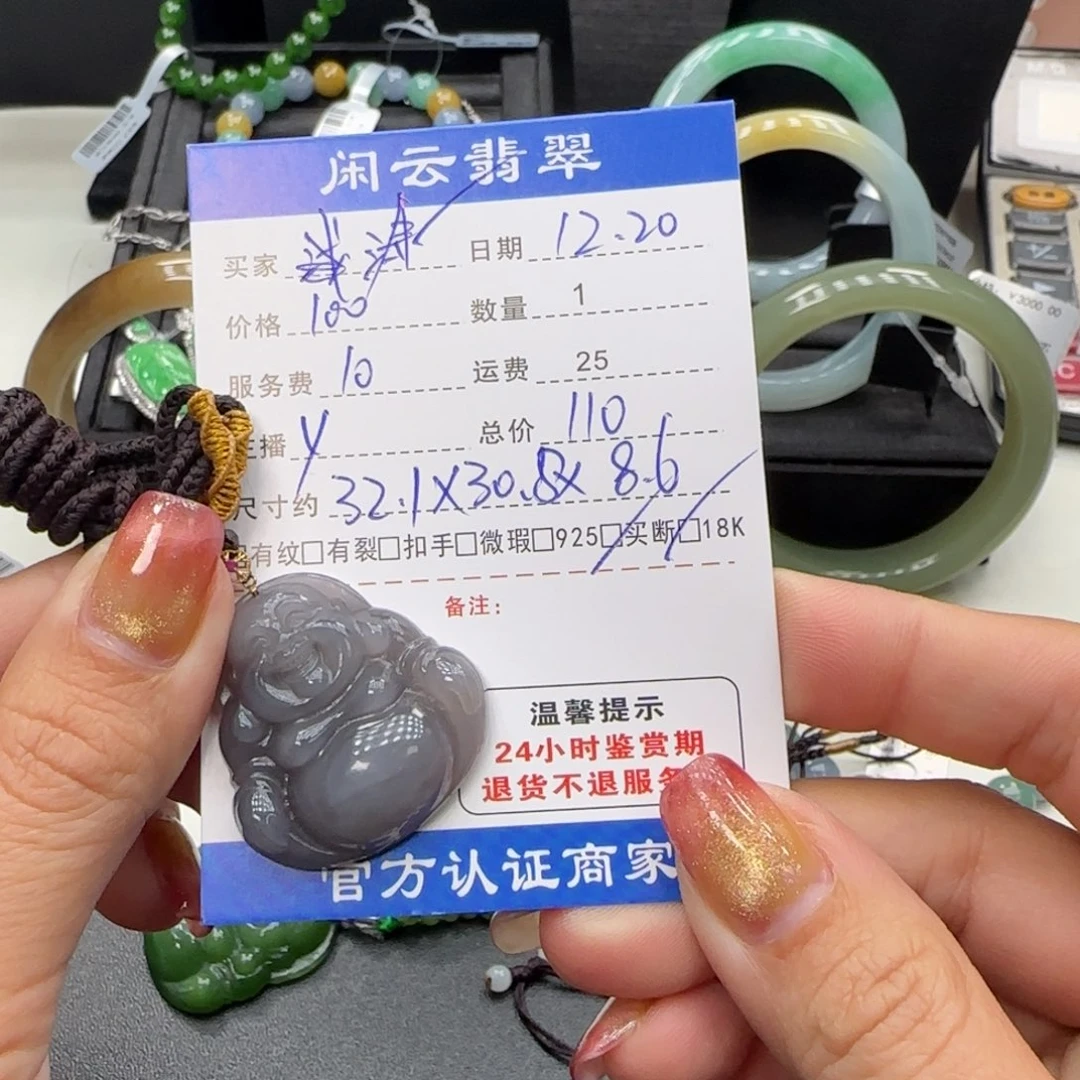 闲云翡翠
买家 日期 12.20
价格 100 数量 1
服务费 10 运费 25
主播 Y 总价 110
尺寸约 32.1X30.8X8.6
有纹□有裂□扣手□微瑕□925□买断□18K
备注:
温馨提示
24小时鉴赏期
退货不退服务
官方认证商家
¥3000.00